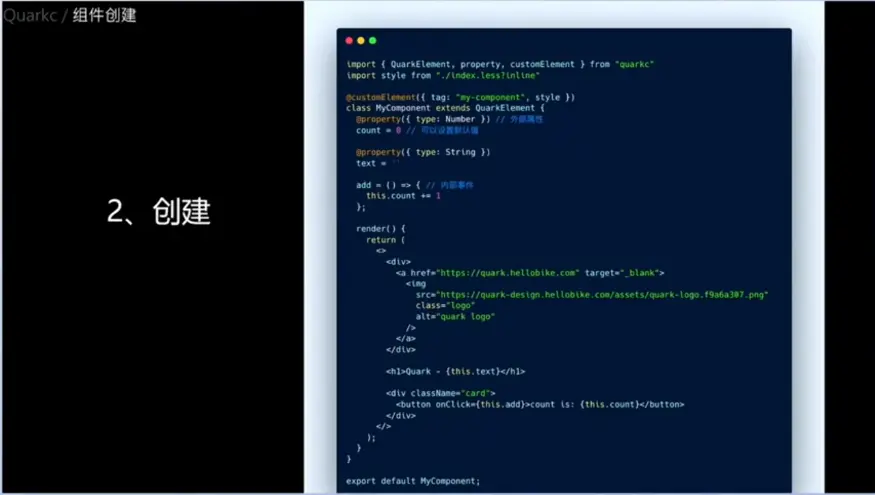 Quarkc / 组件创建
2、创建
import { QuarkElement, property, customElement } from "quarkc"
import style from "./index.less?inline"
@customElement({ tag: "my-component", style })
class MyComponent extends QuarkElement {
@property({ type: Number }) // 外部属性
count = 0 // 可以设置默认值
@property({ type: String })
text = ''
add = () => { // 内部事件
this.count += 1
};
render() {
return (
<>
<div>
<a href="https://quark.hellobike.com" target="_blank">
<img
src="https://quark-design.hellobike.com/assets/quark-logo.f9a6a307.png"
class="logo"
alt="quark logo"
/>
</a>
</div>
<h1>Quark - {this.text}</h1>
<div className="card">
<button onClick={this.add}>count is: {this.count}</button>
</div>
</>
);
}
}
export default MyComponent;